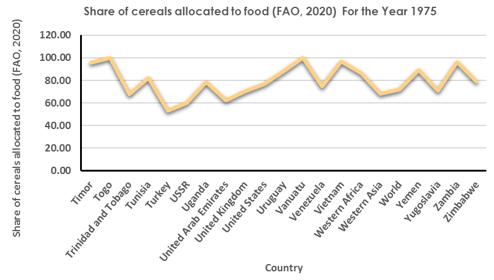 Share of cereals allocated to food (FAO, 2020) For the Year 1975
Share of cereals allocated to food (FAO, 2020)
120.00
100.00
80.00
60.00
40.00
20.00
0.00
Timor
Togo
Trinidad and Tobago
Tunisia
Turkey
USSR
Uganda
United Arab Emirates
United Kingdom
United States
Uruguay
Vanuatu
Venezuela
Vietnam
Western Africa
Western Asia
World
Yemen
Yugoslavia
Zambia
Zimbabwe
Country